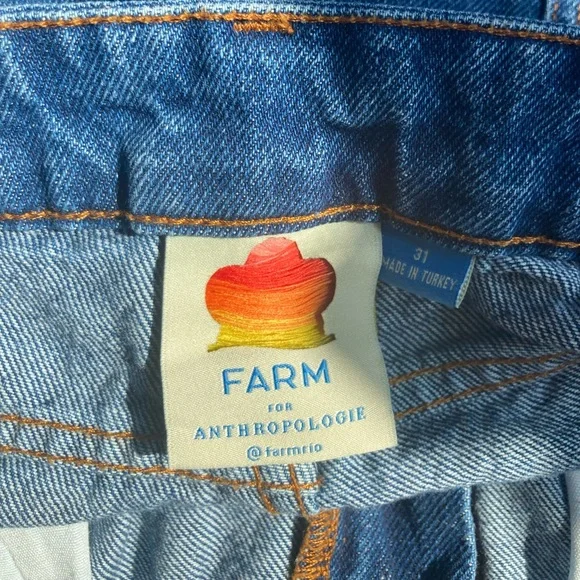 FARM
FOR
ANTHROPOLOGIE
@farmrio
31
MADE IN TURKEY